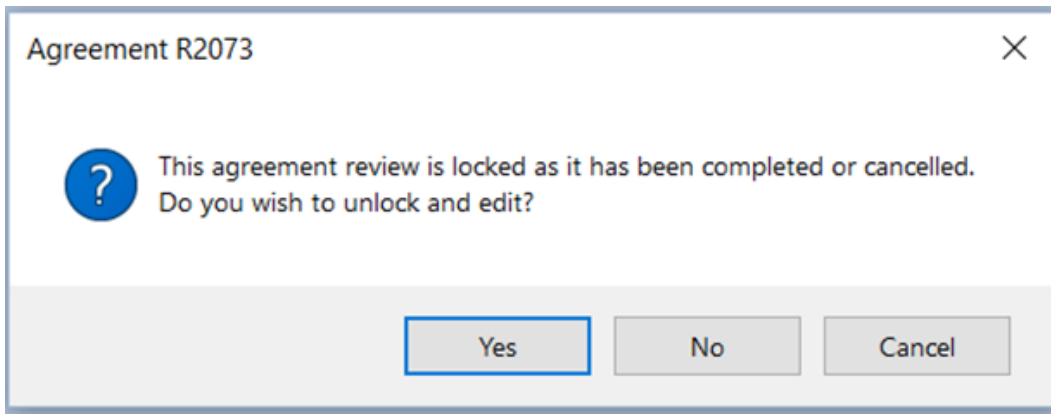 Agreement R2073
This agreement review is locked as it has been completed or cancelled.
Do you wish to unlock and edit?
Yes
No
Cancel